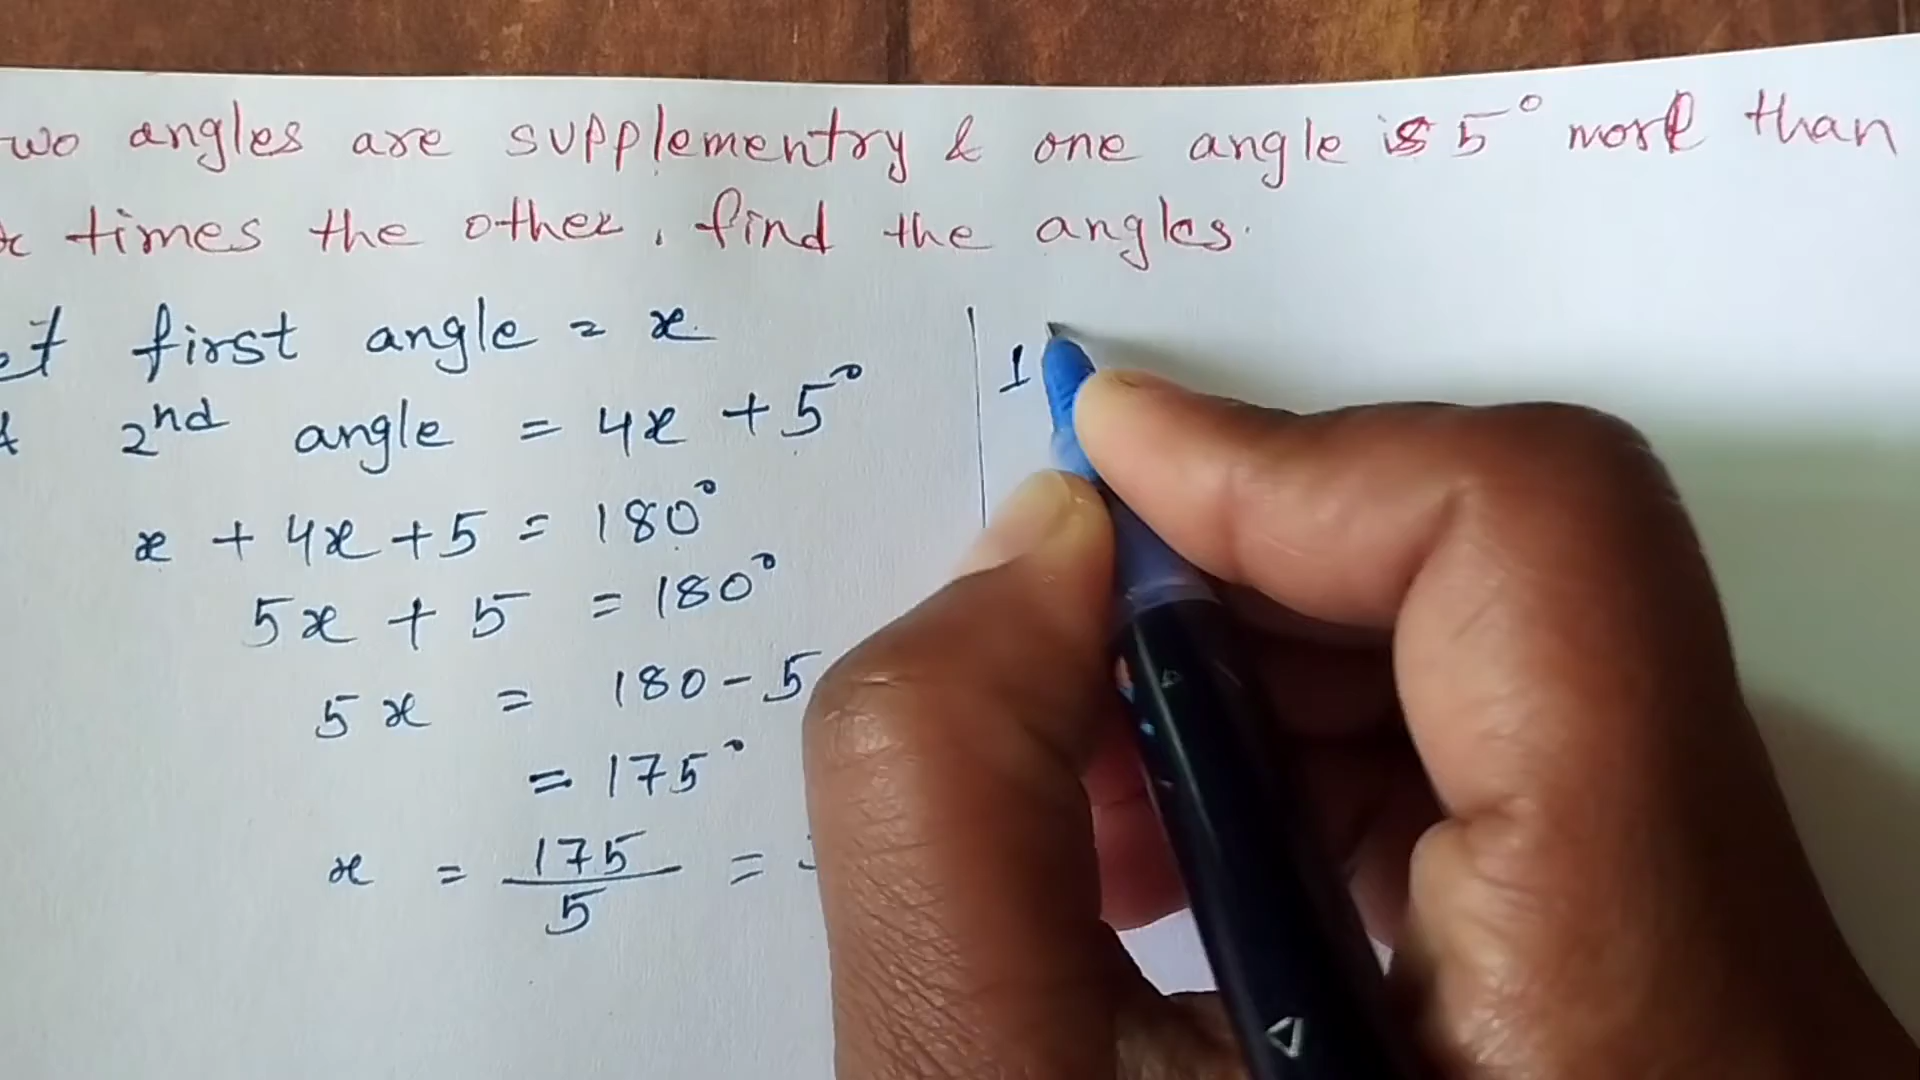 wo angles are supplementry & one angle is 5° more than
times the other, find the angles.
first angle = x
2nd angle = 4x + 5°
x + 4x + 5 = 180°
5x + 5 = 180°
5x = 180 - 5
= 175°
x = 175/5 =
1